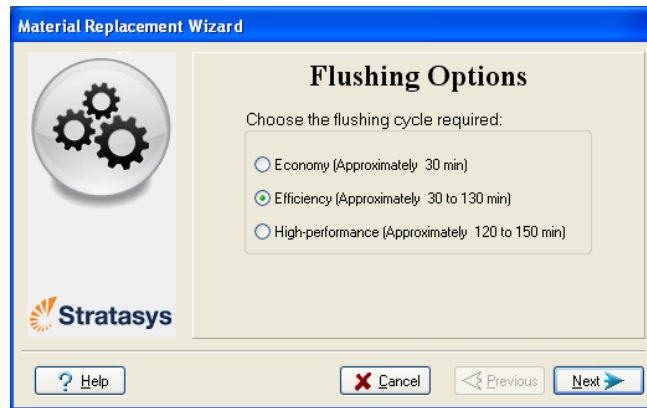 Material Replacement Wizard
Flushing Options
Choose the flushing cycle required:
Economy (Approximately 30 min)
Efficiency (Approximately 30 to 130 min)
High-performance (Approximately 120 to 150 min)
Stratasys
? Help
Cancel
Previous
Next